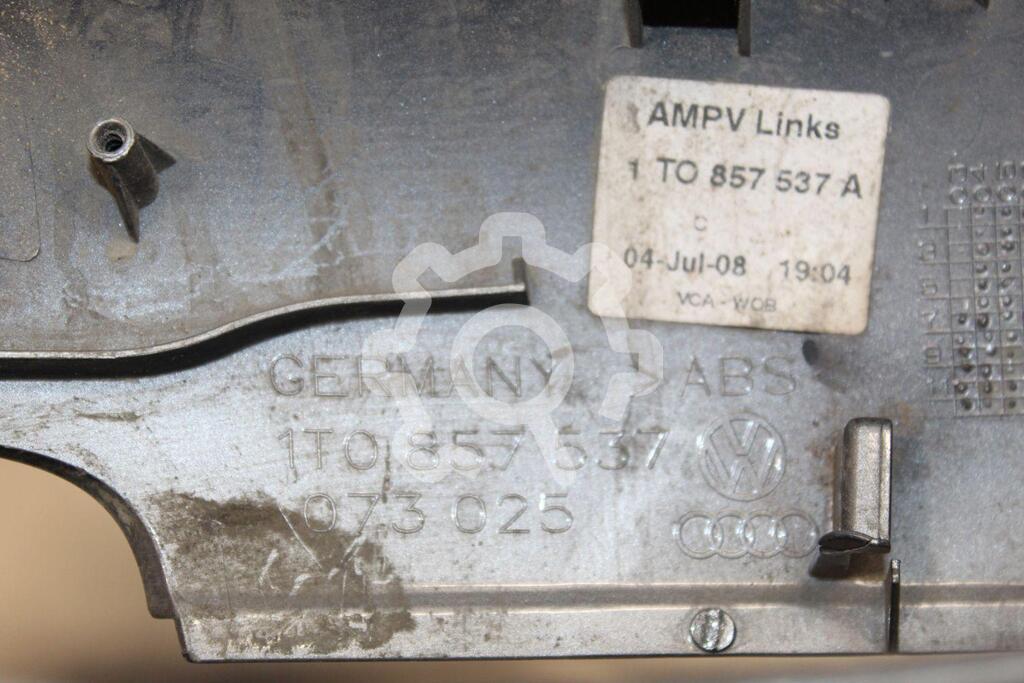 AMPV Links
1 TO 857 537 A
C
04-Jul-08 19:04
VCA - WOB
GERMANY ABS
1T0 857 537
073 025